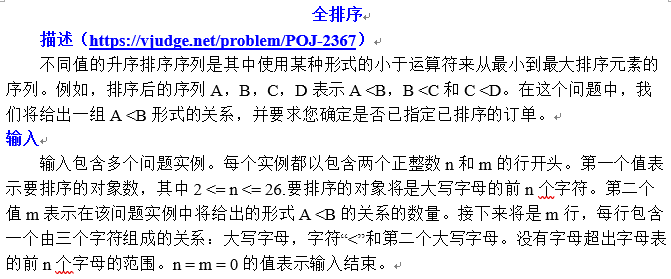 全排序
描述（https://vjudge.net/problem/POJ-2367）
不同值的升序排序序列是其中使用某种形式的小于运算符来从最小到最大排序元素的
序列。例如，排序后的序列 A，B，C，D 表示 A <B，B <C 和 C <D。在这个问题中，我
们将给出一组 A <B 形式的关系，并要求您确定是否已指定已排序的订单。
输入
输入包含多个问题实例。每个实例都以包含两个正整数 n 和 m 的行开头。第一个值表
示要排序的对象数，其中 2 <= n <= 26.要排序的对象将是大写字母的前 n 个字符。第二个
值 m 表示在该问题实例中将给出的形式 A <B 的关系的数量。接下来将是 m 行，每行包含
一个由三个字符组成的关系：大写字母，字符“<”和第二个大写字母。没有字母超出字母表
的前 n 个字母的范围。n = m = 0 的值表示输入结束。